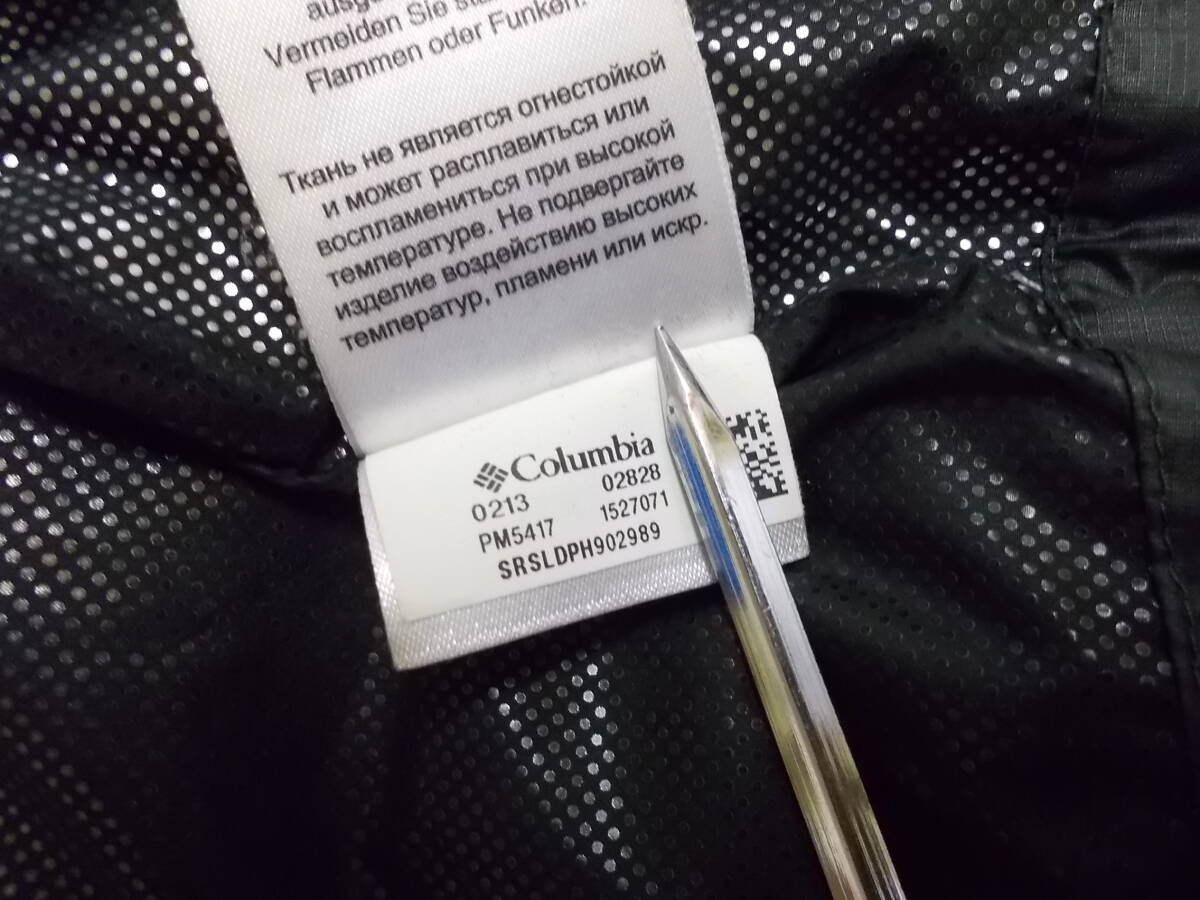 Vermeiden Sie
Flammen oder Funken.
Ткань не является огнестойкой
и может расплавиться или
воспламениться при высокой
температуре. Не подвергайте
изделие воздействию высоких
температур, пламени или искр.
Columbia
0213 02828
PM5417 1527071
SRSLDPH902989